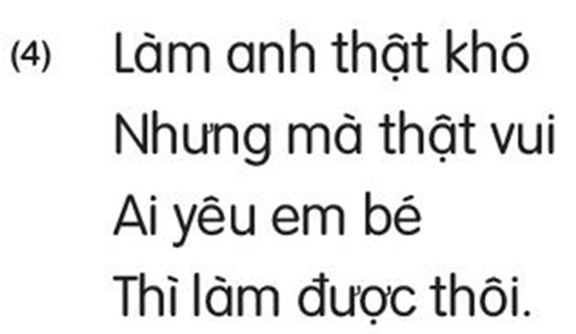 (4) Làm anh thật khó
Nhưng mà thật vui
Ai yêu em bé
Thì làm được thôi.